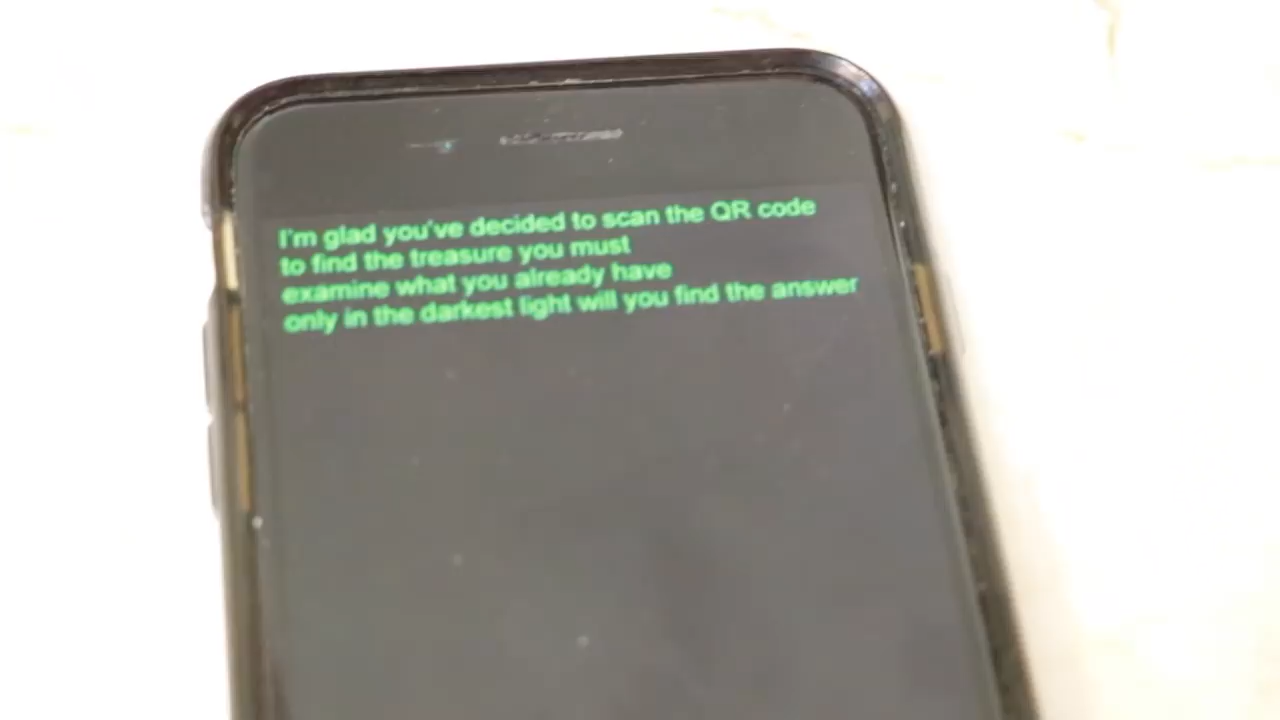 I'm glad you've decided to scan the QR code
to find the treasure you must
examine what you already have
only in the darkest light will you find the answer